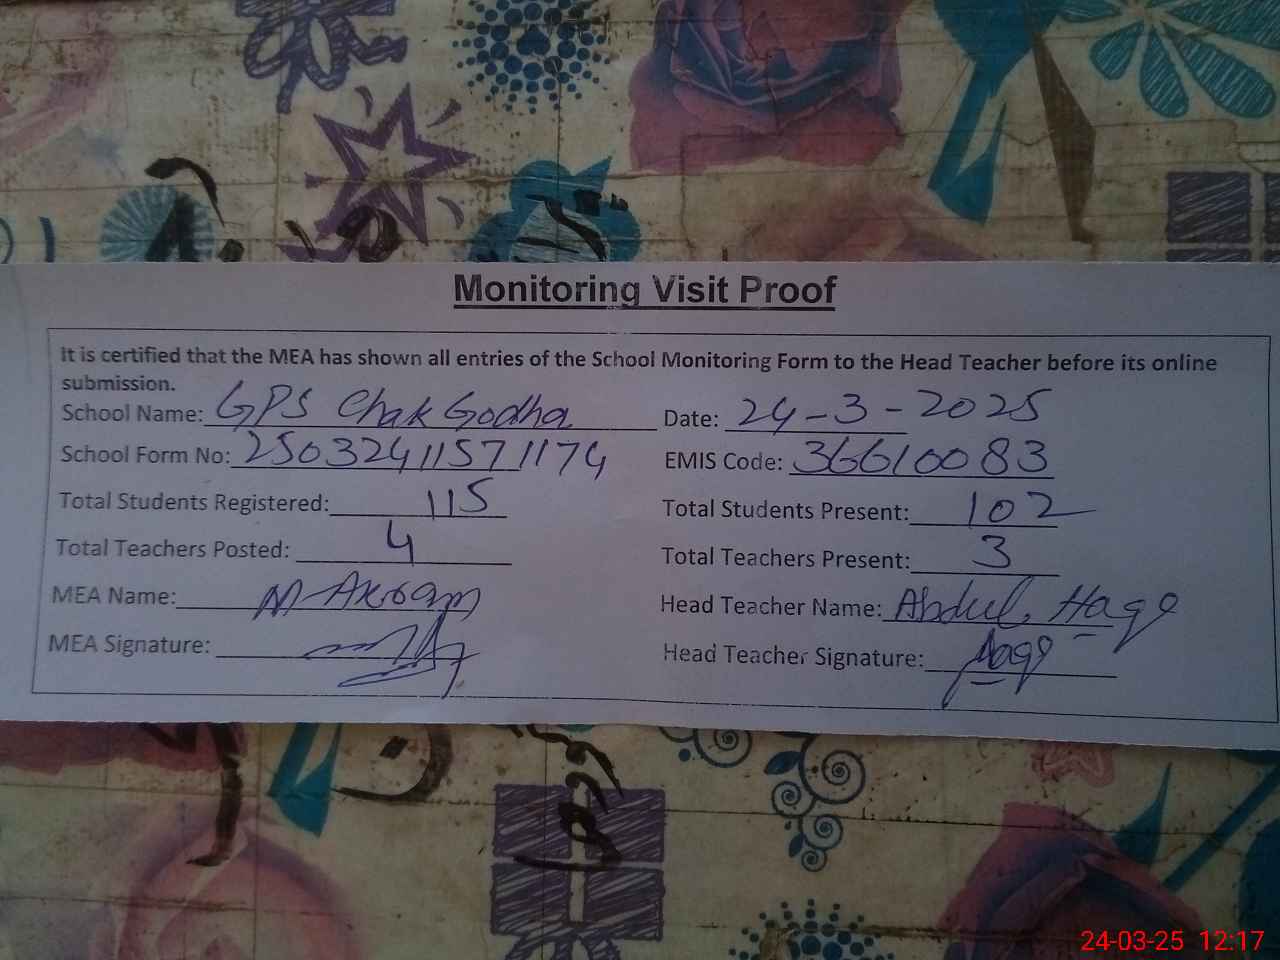 Monitoring Visit Proof
It is certified that the MEA has shown all entries of the School Monitoring Form to the Head Teacher before its online
submission.
School Name: GPS Chak Godha Date: 24-3-2025
School Form No: 25032411571174 EMIS Code: 36610083
Total Students Registered: 115 Total Students Present: 102
Total Teachers Posted: 4 Total Teachers Present: 3
MEA Name: M Akram Head Teacher Name: Abdul Haqe
MEA Signature: Head Teacher Signature: Haqe
24-03-25 12:17